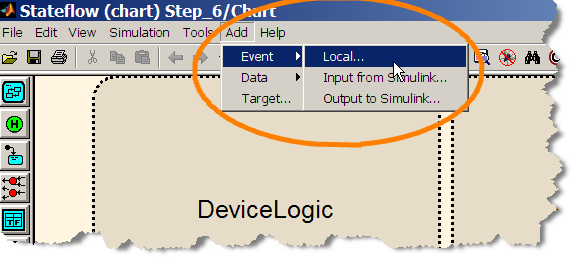 Stateflow (chart) Step_6/Chart
File Edit View Simulation Tools Add Help
Event Local...
Data Input from Simulink...
Target... Output to Simulink...
H
TF
DeviceLogic